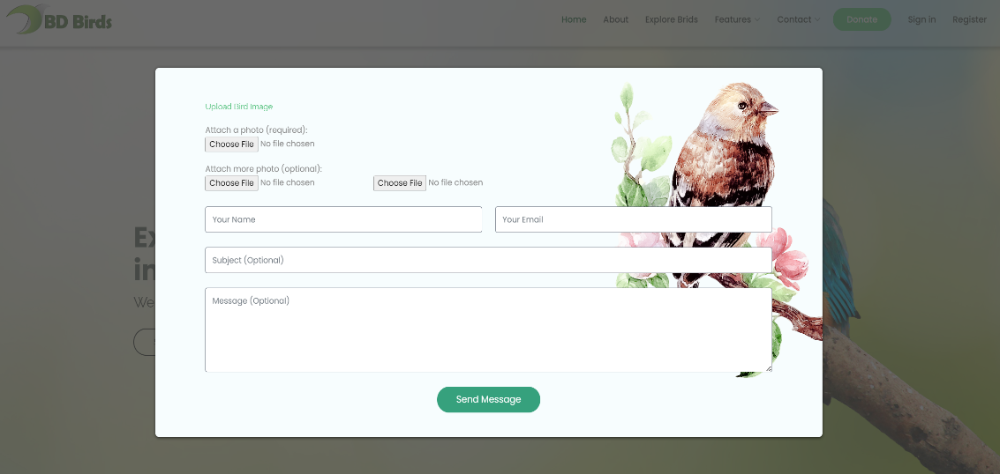 BD Birds
Home About Explore Brids Features Contact Donate Sign in Register
Upload Bird Image
Attach a photo (required):
Choose File No file chosen
Attach more photo (optional):
Choose File No file chosen Choose File No file chosen
Your Name Your Email
Ex
in
Subject (Optional)
We
Message (Optional)
Send Message